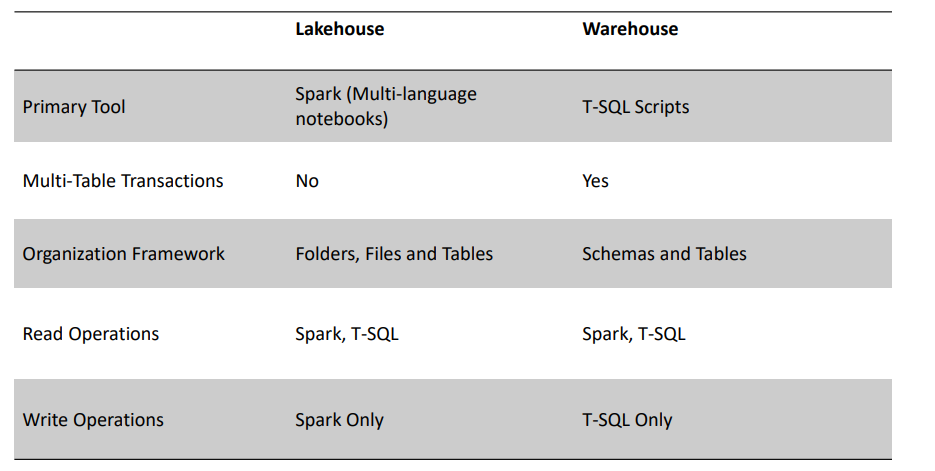 Lakehouse Warehouse
Primary Tool Spark (Multi-language notebooks) T-SQL Scripts
Multi-Table Transactions No Yes
Organization Framework Folders, Files and Tables Schemas and Tables
Read Operations Spark, T-SQL Spark, T-SQL
Write Operations Spark Only T-SQL Only